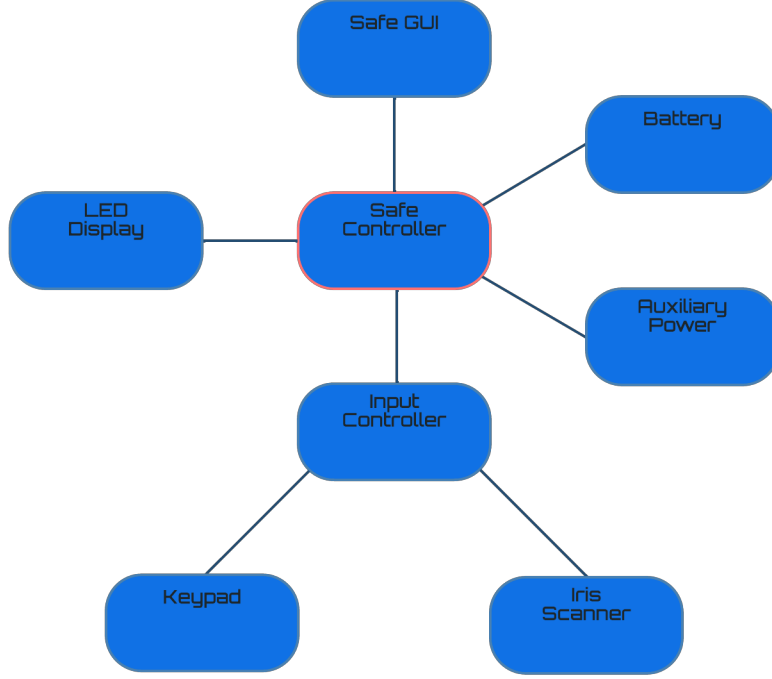 Safe GUI
Battery
LED
Display
Safe
Controller
Auxiliary
Power
Input
Controller
Keypad
Iris
Scanner